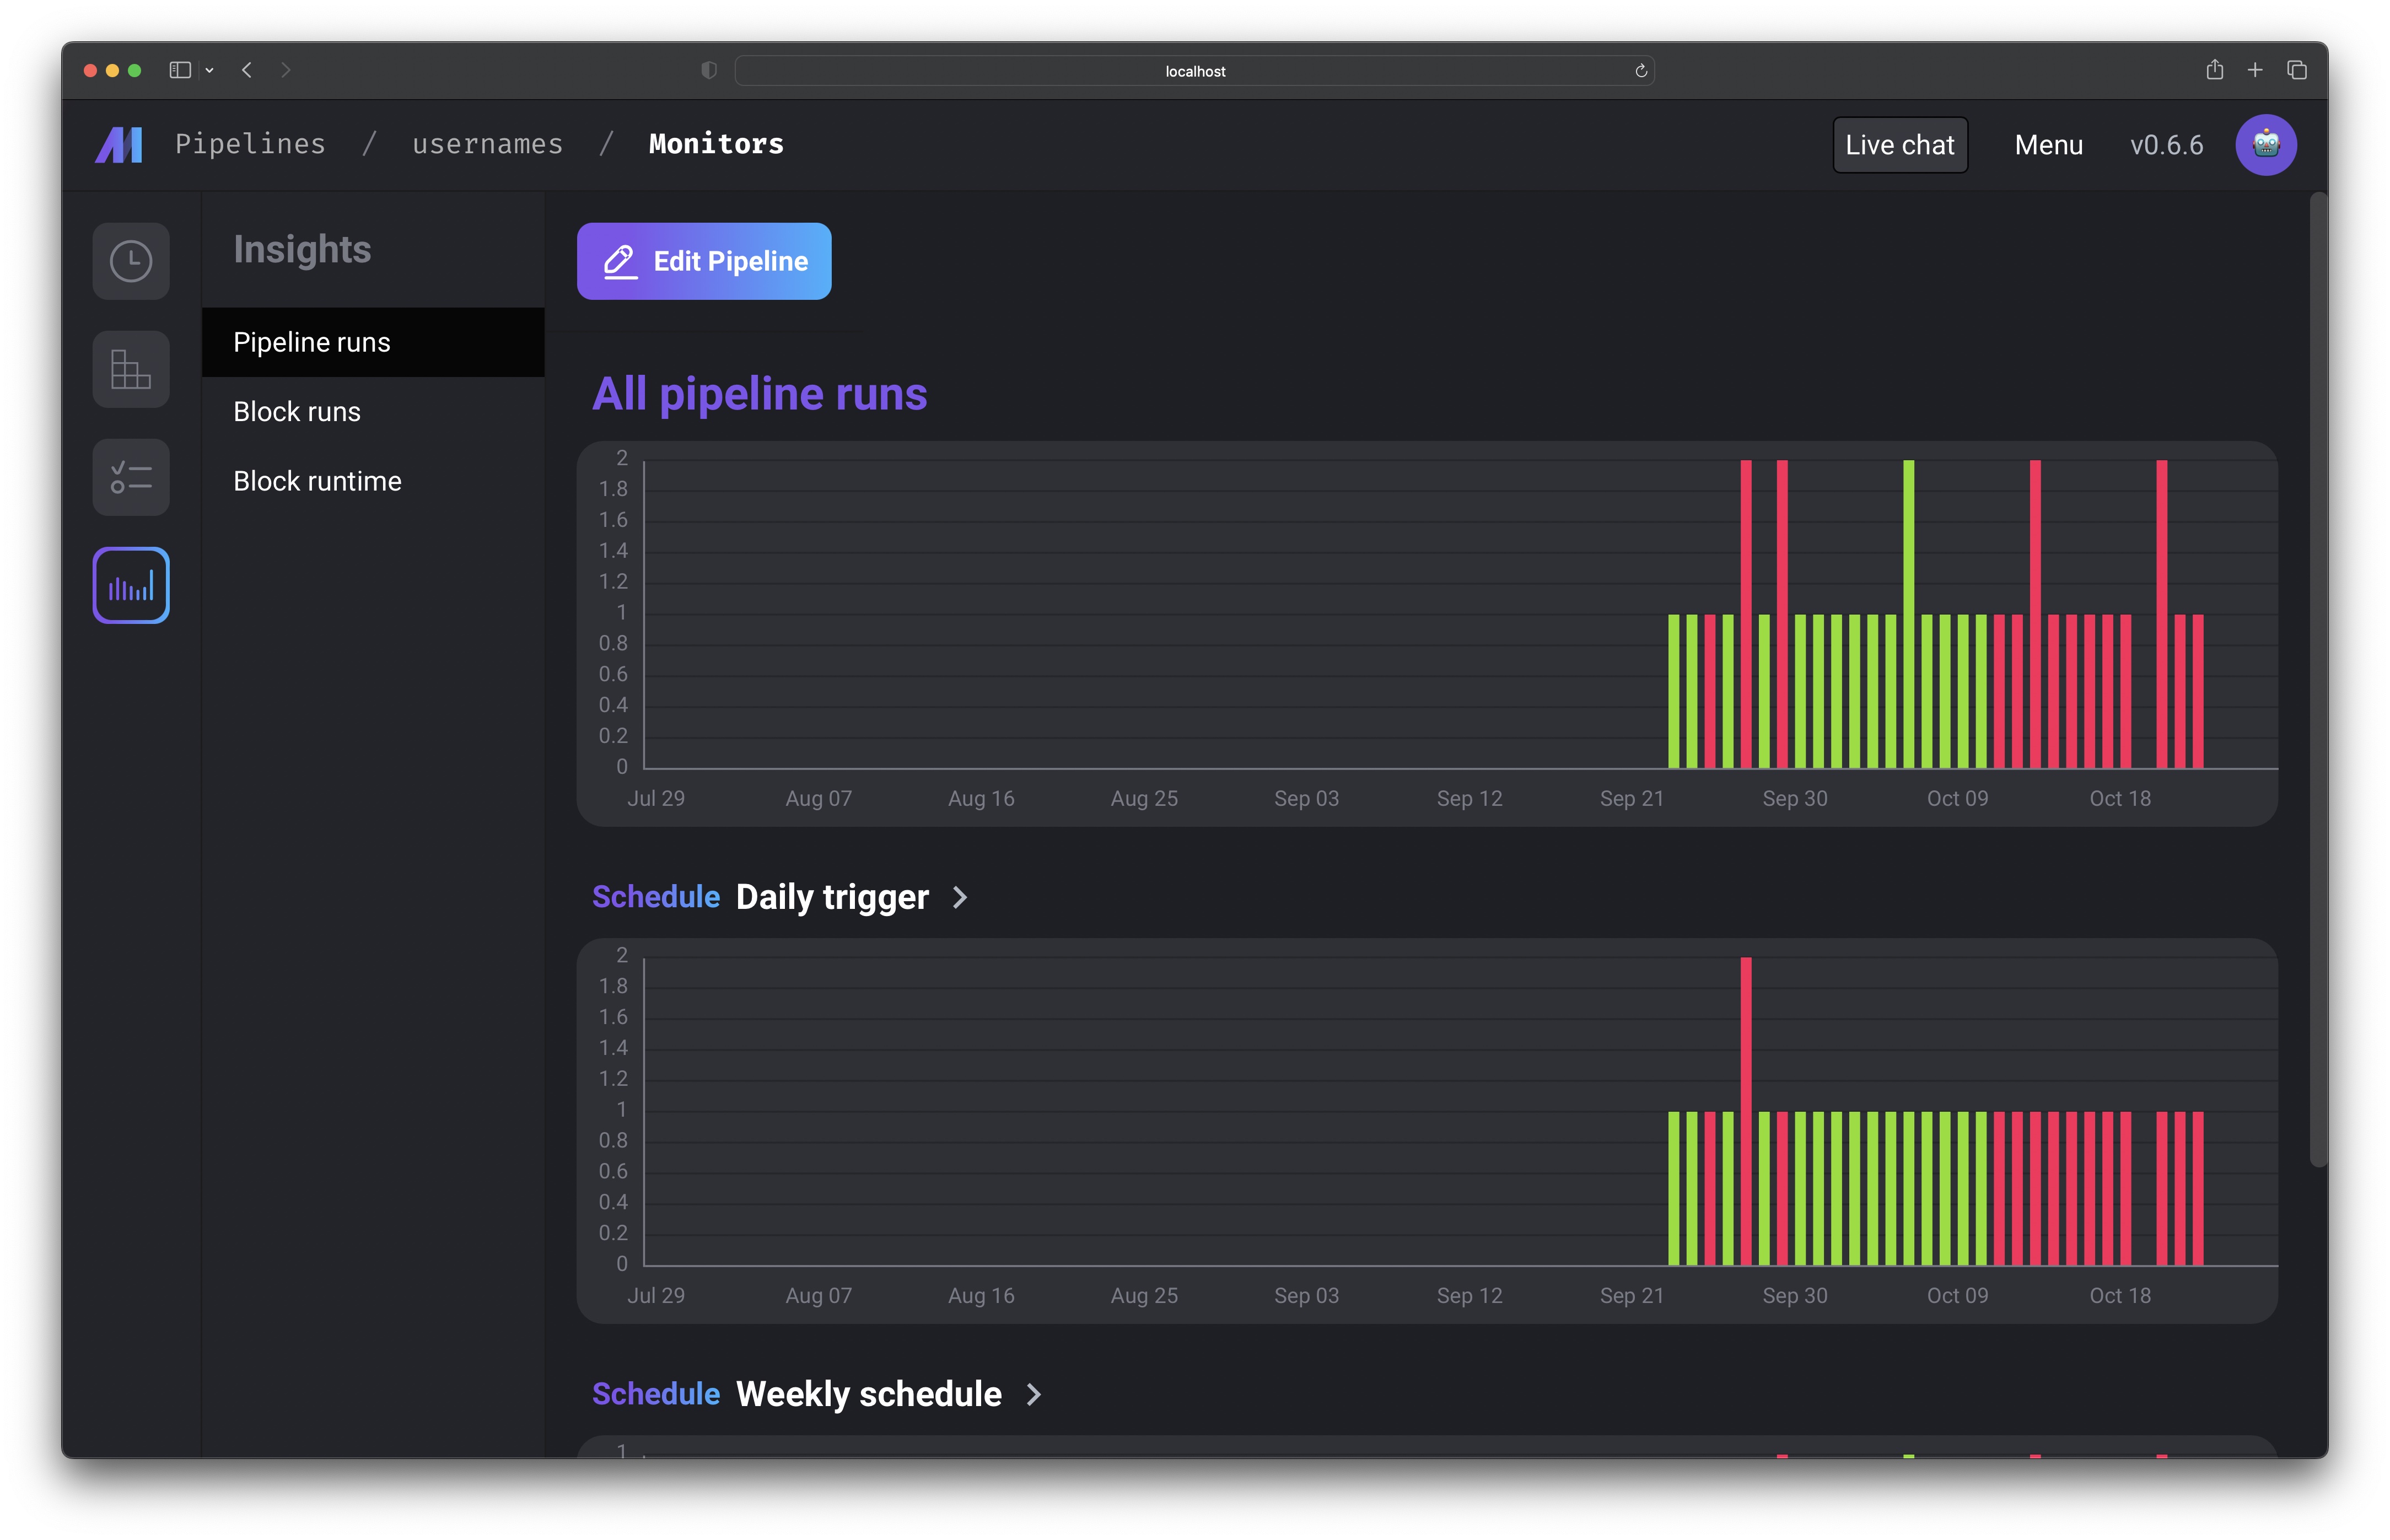 localhost
Pipelines / usernames / Monitors
Live chat
Menu
v0.6.6
Insights
Pipeline runs
Block runs
Block runtime
Edit Pipeline
All pipeline runs
2
1.8
1.6
1.4
1.2
1
0.8
0.6
0.4
0.2
0
Jul 29 Aug 07 Aug 16 Aug 25 Sep 03 Sep 12 Sep 21 Sep 30 Oct 09 Oct 18
Schedule Daily trigger
2
1.8
1.6
1.4
1.2
1
0.8
0.6
0.4
0.2
0
Jul 29 Aug 07 Aug 16 Aug 25 Sep 03 Sep 12 Sep 21 Sep 30 Oct 09 Oct 18
Schedule Weekly schedule
1